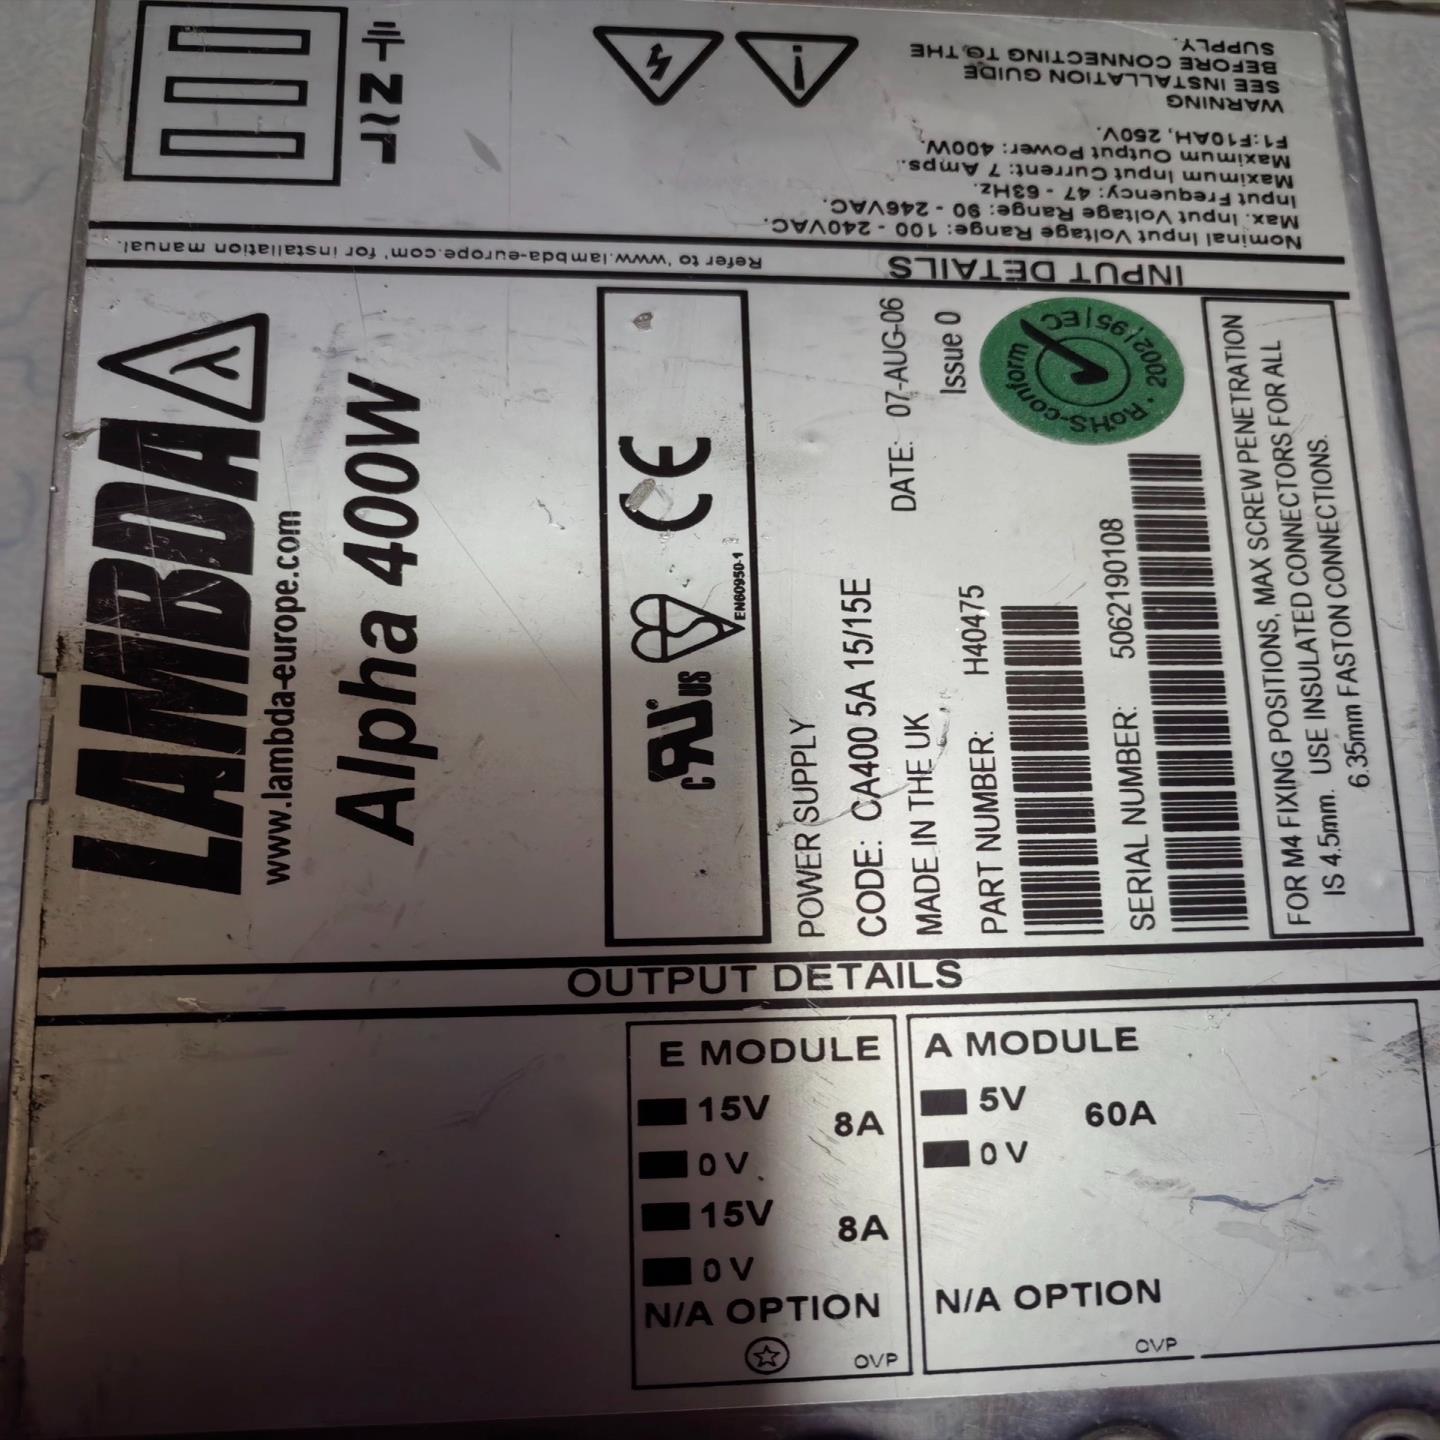 LAMBDA
www.lambda-europe.com
Alpha 400W
c RU us
EN60950-1
CE
POWER SUPPLY
CODE: CA400 5A 15/15E
MADE IN THE UK
DATE: 07-AUG-06
Issue 0
PART NUMBER: H40475
SERIAL NUMBER: 5062190108
RoHS-conform · 2002|95|EC
FOR M4 FIXING POSITIONS, MAX SCREW PENETRATION
IS 4.5mm. USE INSULATED CONNECTORS FOR ALL
6.35mm FASTON CONNECTIONS.
INPUT DETAILS
Refer to 'www.lambda-europe.com' for installation manual.
Nominal Input Voltage Range: 100 - 240VAC.
Max. Input Voltage Range: 90 - 246VAC.
Input Frequency: 47 - 63Hz.
Maximum Input Current: 7 Amps.
Maximum Output Power: 400W.
F1:F10AH, 250V.
WARNING
SEE INSTALLATION GUIDE
BEFORE CONNECTING TO THE
SUPPLY.
L
N
OUTPUT DETAILS
E MODULE
15V 8A
0V
15V 8A
0V
N/A OPTION
OVP
A MODULE
5V 60A
0V
N/A OPTION
OVP